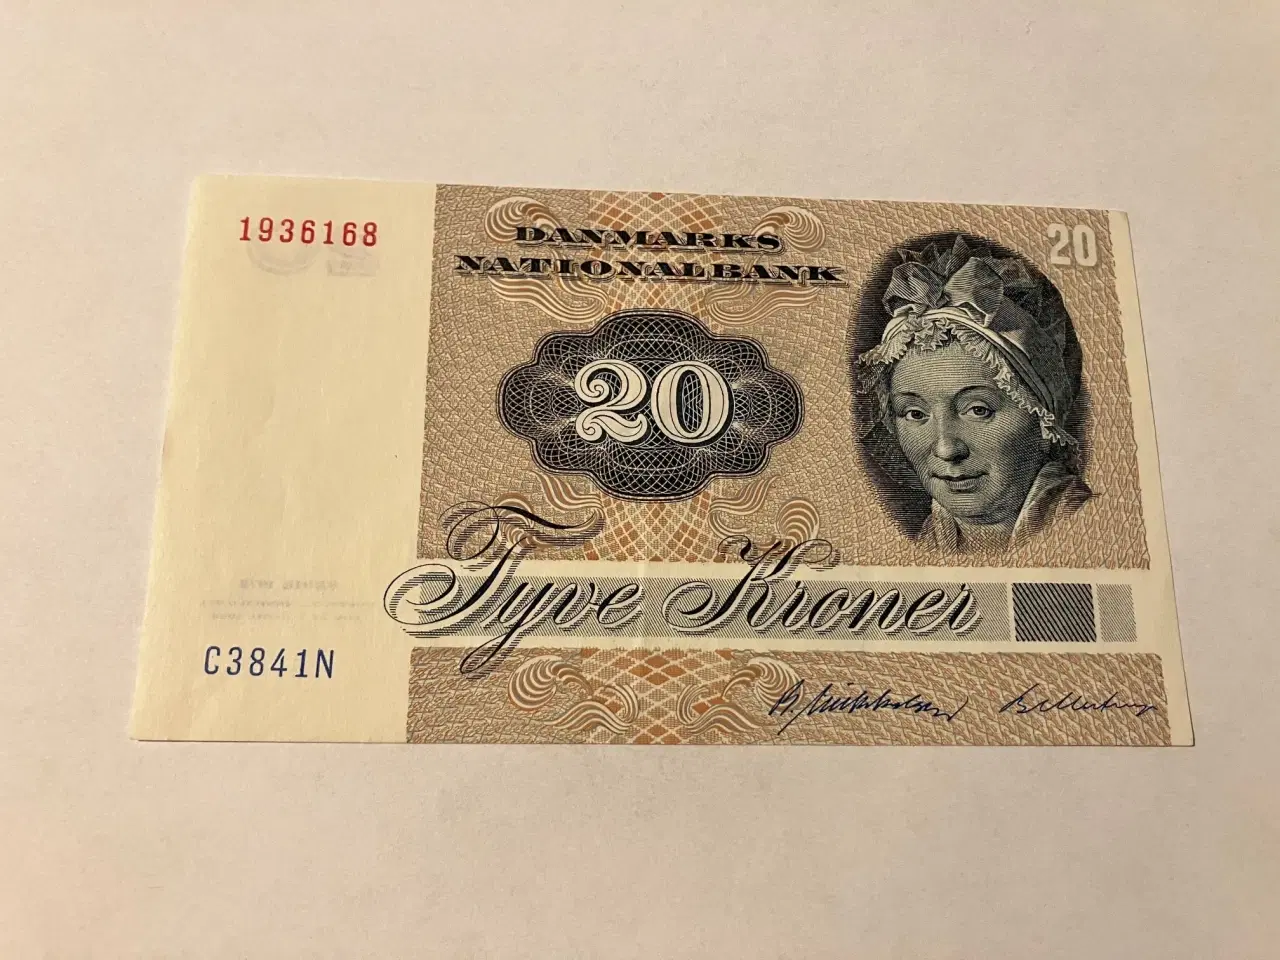 1936168
DANMARKS
NATIONALBANK
20
20
Tyve Kroner
C3841N